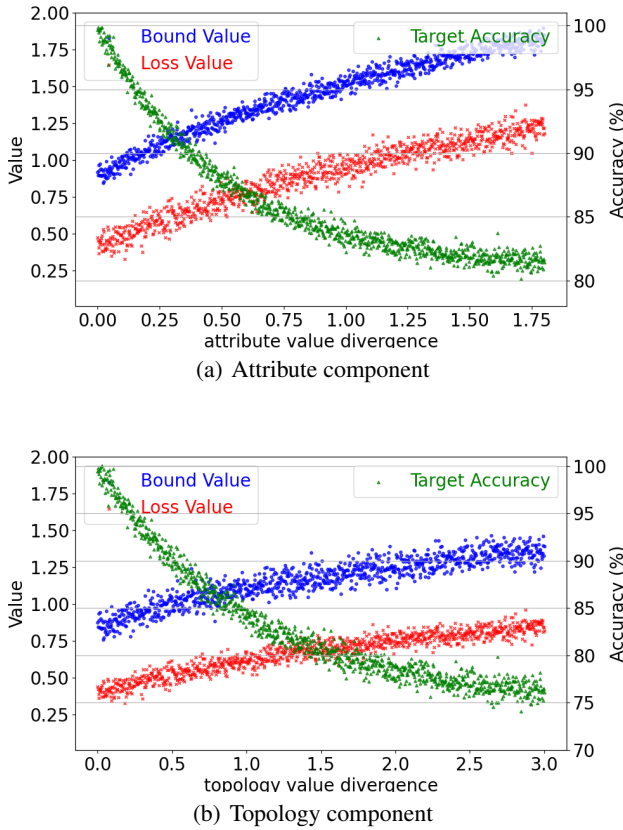 2.00
1.75
1.50
1.25
1.00
0.75
0.50
0.25
Value
Bound Value
Loss Value
Target Accuracy
100
95
90
85
80
Accuracy (%)
0.00 0.25 0.50 0.75 1.00 1.25 1.50 1.75
attribute value divergence
(a) Attribute component
2.00
1.75
1.50
1.25
1.00
0.75
0.50
0.25
Value
Bound Value
Loss Value
Target Accuracy
100
95
90
85
80
75
70
Accuracy (%)
0.0 0.5 1.0 1.5 2.0 2.5 3.0
topology value divergence
(b) Topology component